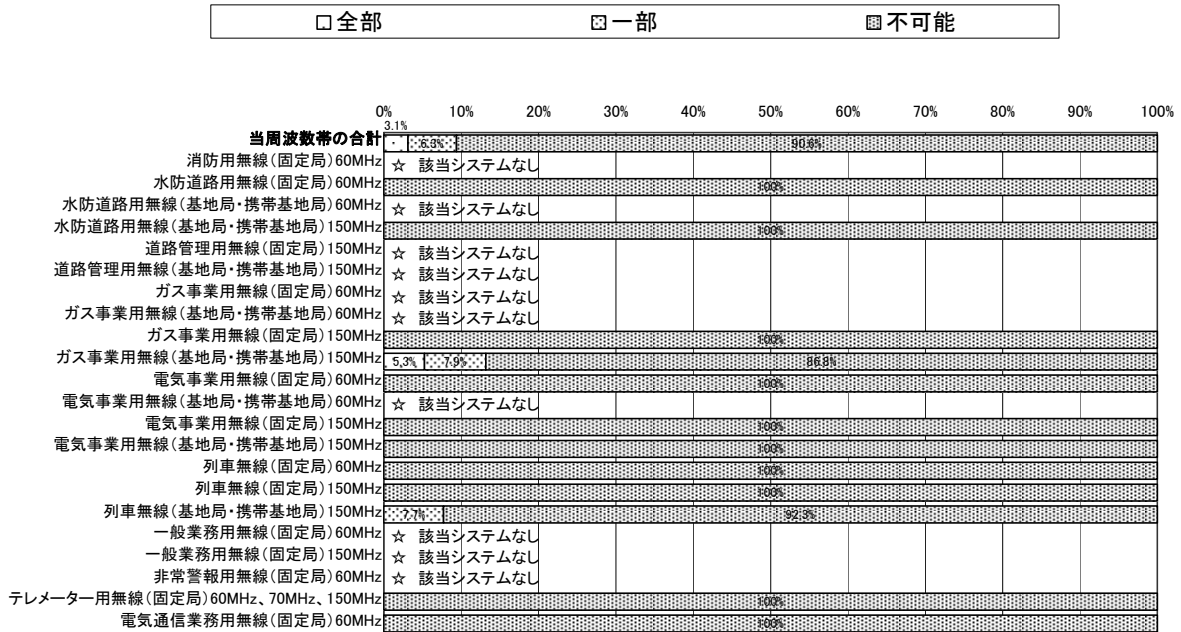 全部 一部 不可能
0% 10% 20% 30% 40% 50% 60% 70% 80% 90% 100%
3.1%
当周波数帯の合計 6.3% 90.6%
消防用無線(固定局)60MHz ☆ 該当システムなし
水防道路用無線(固定局)60MHz 100%
水防道路用無線(基地局・携帯基地局)60MHz ☆ 該当システムなし
水防道路用無線(基地局・携帯基地局)150MHz 100%
道路管理用無線(固定局)150MHz ☆ 該当システムなし
道路管理用無線(基地局・携帯基地局)150MHz ☆ 該当システムなし
ガス事業用無線(固定局)60MHz ☆ 該当システムなし
ガス事業用無線(基地局・携帯基地局)60MHz ☆ 該当システムなし
ガス事業用無線(固定局)150MHz 100%
ガス事業用無線(基地局・携帯基地局)150MHz 5.3% 7.9% 86.8%
電気事業用無線(固定局)60MHz 100%
電気事業用無線(基地局・携帯基地局)60MHz ☆ 該当システムなし
電気事業用無線(固定局)150MHz 100%
電気事業用無線(基地局・携帯基地局)150MHz 100%
列車無線(固定局)60MHz 100%
列車無線(固定局)150MHz 100%
列車無線(基地局・携帯基地局)150MHz 7.7% 92.3%
一般業務用無線(固定局)60MHz ☆ 該当システムなし
一般業務用無線(固定局)150MHz ☆ 該当システムなし
非常警報用無線(固定局)60MHz ☆ 該当システムなし
テレメーター用無線(固定局)60MHz、70MHz、150MHz 100%
電気通信業務用無線(固定局)60MHz 100%